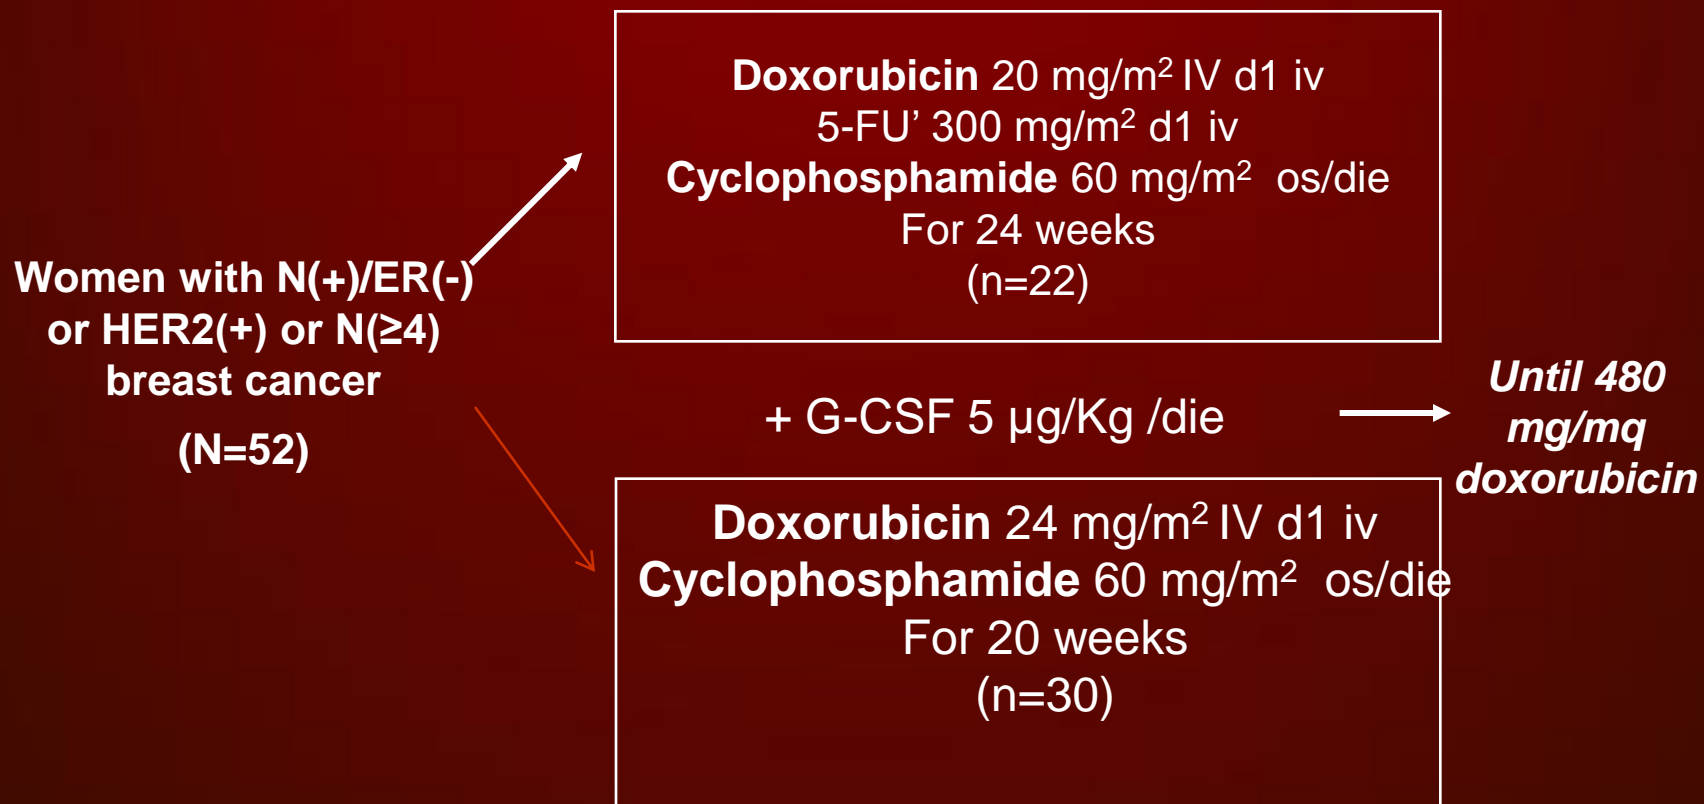 Women with N(+)/ER(-)
or HER2(+) or N(≥4)
breast cancer
(N=52)
Doxorubicin 20 mg/m² IV d1 iv
5-FU’ 300 mg/m² d1 iv
Cyclophosphamide 60 mg/m² os/die
For 24 weeks
(n=22)
+ G-CSF 5 µg/Kg /die
Doxorubicin 24 mg/m² IV d1 iv
Cyclophosphamide 60 mg/m² os/die
For 20 weeks
(n=30)
Until 480
mg/mq
doxorubicin